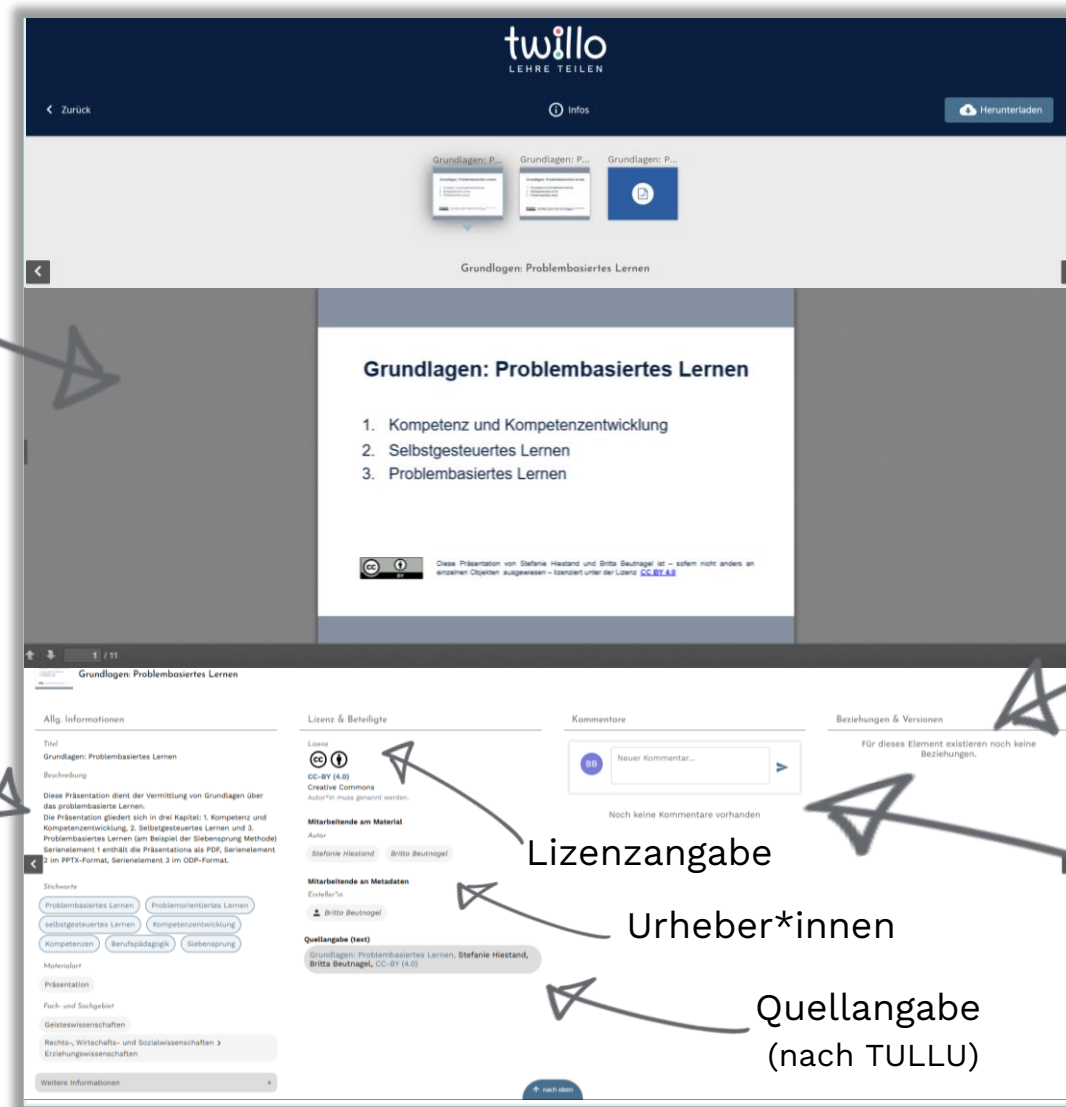 twillo
LEHRE TEILEN
Zurück
Infos
Herunterladen
Grundlagen: P...
Grundlagen: P...
Grundlagen: P...
Grundlagen: Problembasiertes Lernen
Grundlagen: Problembasiertes Lernen
1. Kompetenz und Kompetenzentwicklung
2. Selbstgesteuertes Lernen
3. Problembasiertes Lernen
cc BY
Diese Präsentation von Stefanie Hiestand und Britta Beutnagel ist – sofern nicht anders an
einzelnen Objekten ausgewiesen – lizenziert unter der Lizenz CC BY 4.0
1 / 11
Grundlagen: Problembasiertes Lernen
Allg. Informationen
Titel
Grundlagen: Problembasiertes Lernen
Beschreibung
Diese Präsentation dient der Vermittlung von Grundlagen über
das problembasierte Lernen.
Die Präsentation gliedert sich in drei Kapitel: 1. Kompetenz und
Kompetenzentwicklung, 2. Selbstgesteuertes Lernen und 3.
Problembasiertes Lernen (am Beispiel der Siebensprung Methode)
Serienelement 1 enthält die Präsentationa als PDF, Serienelement
2 im PPTX-Format, Serienelement 3 im ODP-Format.
Stichworte
Problembasiertes Lernen
Problemorientiertes Lernen
selbstgesteuertes Lernen
Kompetenzentwicklung
Kompetenzen
Berufspädagogik
Siebensprung
Materialart
Präsentation
Fach- und Sachgebiet
Geisteswissenschaften
Rechts-, Wirtschafts- und Sozialwissenschaften >
Erziehungswissenschaften
Weitere Informationen +
Lizenz & Beteiligte
Lizenz
cc
CC-BY (4.0)
Creative Commons
Autor*in muss genannt werden.
Mitarbeitende am Material
Autor
Stefanie Hiestand
Britta Beutnagel
Mitarbeitende an Metadaten
Ersteller*in
Britta Beutnagel
Quellangabe (text)
Grundlagen: Problembasiertes Lernen, Stefanie Hiestand,
Britta Beutnagel, CC-BY (4.0)
Kommentare
BB
Neuer Kommentar...
Noch keine Kommentare vorhanden
Beziehungen & Versionen
Für dieses Element existieren noch keine
Beziehungen.
Lizenzangabe
Urheber*innen
Quellangabe
(nach TULLU)
nach oben